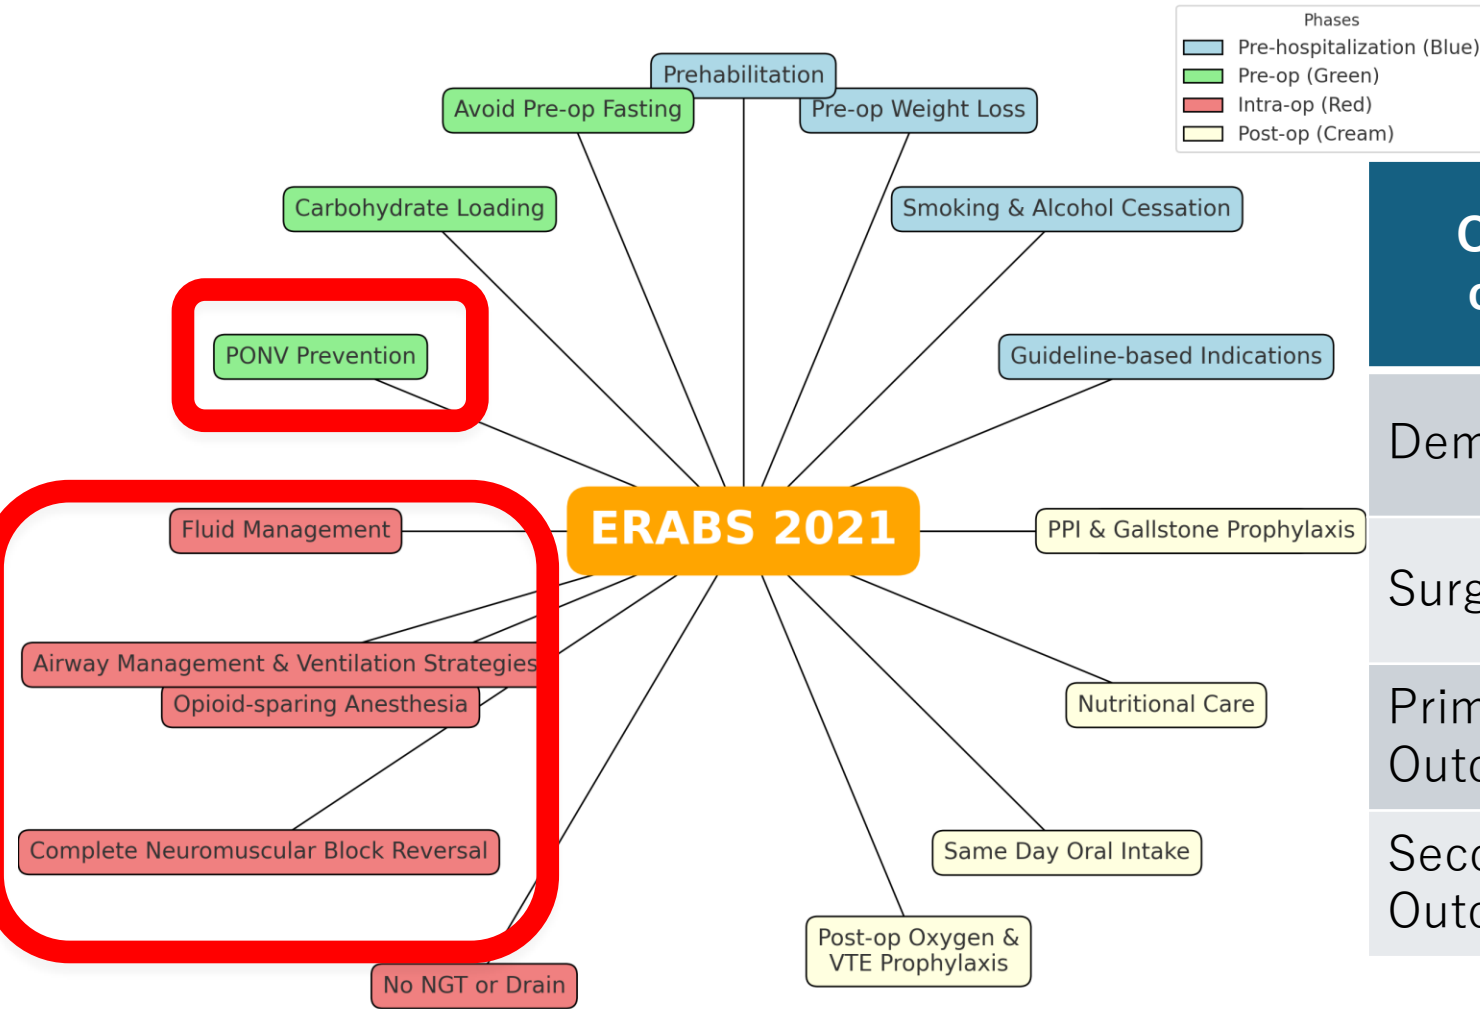 Phases
Pre-hospitalization (Blue)
Pre-op (Green)
Intra-op (Red)
Post-op (Cream)
Prehabilitation
Avoid Pre-op Fasting
Pre-op Weight Loss
Carbohydrate Loading
Smoking & Alcohol Cessation
PONV Prevention
Guideline-based Indications
Fluid Management
ERABS 2021
PPI & Gallstone Prophylaxis
Airway Management & Ventilation Strategies
Opioid-sparing Anesthesia
Nutritional Care
Complete Neuromuscular Block Reversal
Same Day Oral Intake
Post-op Oxygen &
VTE Prophylaxis
No NGT or Drain